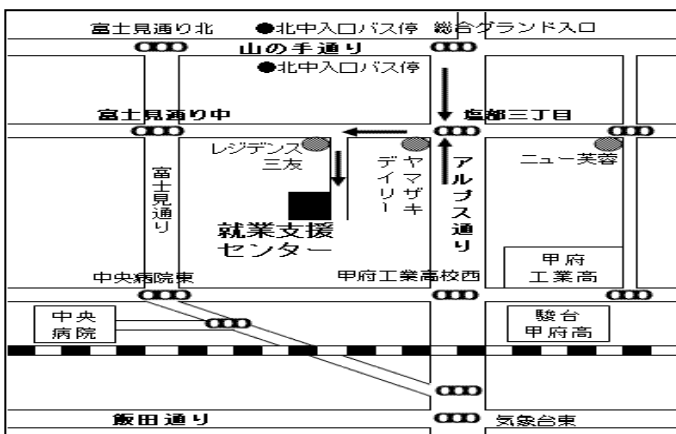 富士見通り北
●北中入口バス停
総合グランド入口
山の手通り
●北中入口バス停
富士見通り中
塩部三丁目
レジデンス
三友
ヤマザキ
デイリー
アルプス通り
ニュー芙蓉
富士見通り
就業支援
センター
甲府
工業高
中央病院東
甲府工業高校西
中央
病院
駿台
甲府高
飯田通り
気象台東